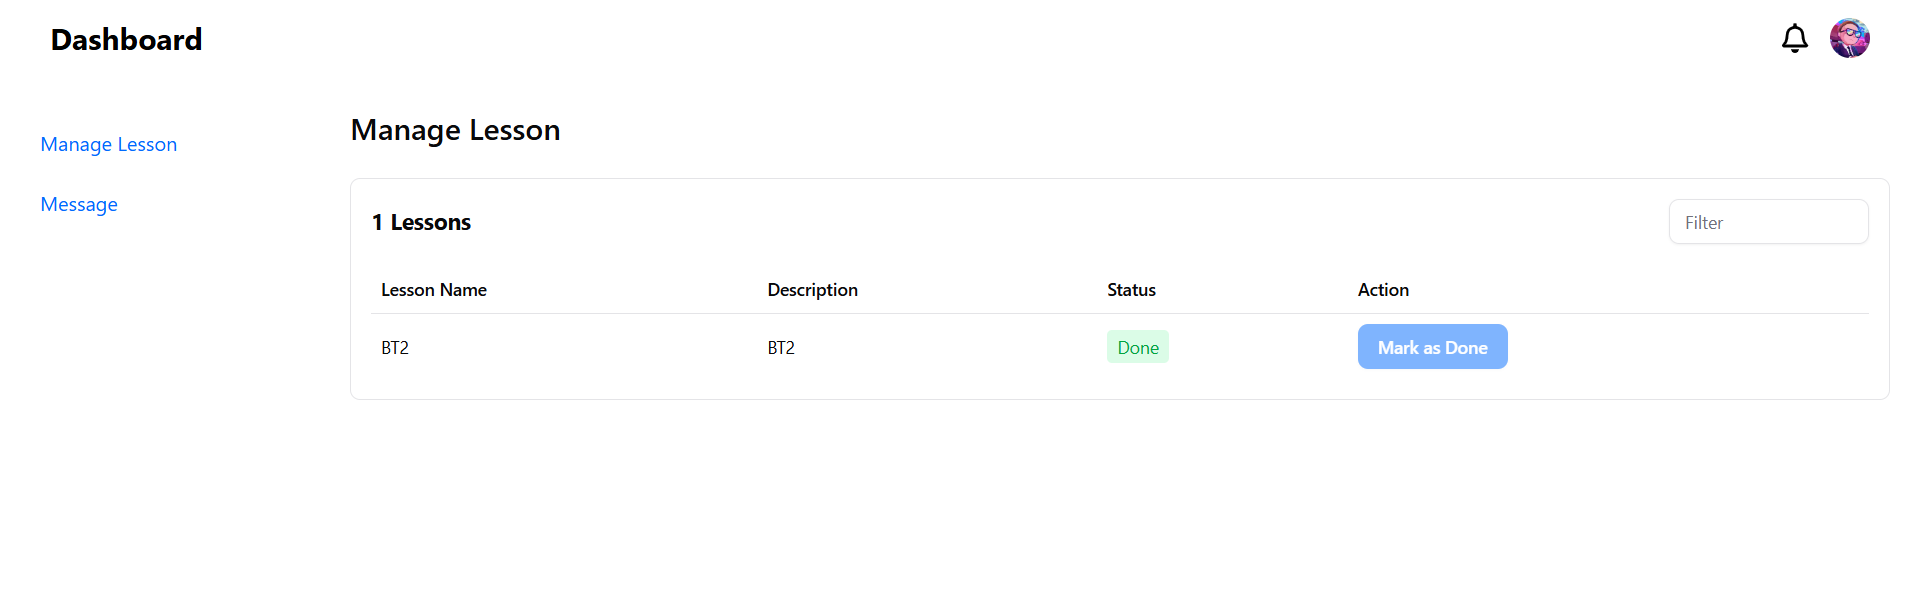 Dashboard
Manage Lesson
Message
Manage Lesson
1 Lessons
Filter
Lesson Name Description Status Action
BT2 BT2 Done Mark as Done